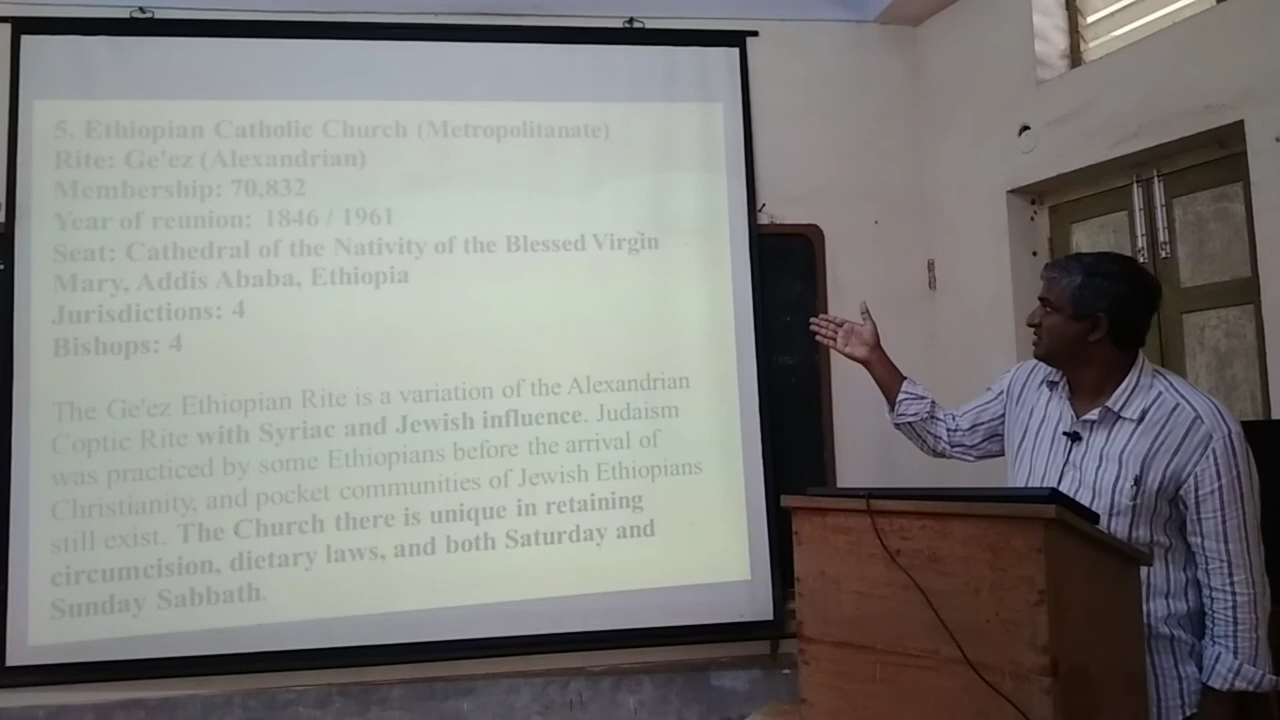 5. Ethiopian Catholic Church (Metropolitanate)
Rite: Ge'ez (Alexandrian)
Membership: 70,832
Year of reunion: 1846 / 1961
Seat: Cathedral of the Nativity of the Blessed Virgin
Mary, Addis Ababa, Ethiopia
Jurisdictions: 4
Bishops: 4
The Ge'ez Ethiopian Rite is a variation of the Alexandrian
Coptic Rite with Syriac and Jewish influence. Judaism
was practiced by some Ethiopians before the arrival of
Christianity, and pocket communities of Jewish Ethiopians
still exist. The Church there is unique in retaining
circumcision, dietary laws, and both Saturday and
Sunday Sabbath.